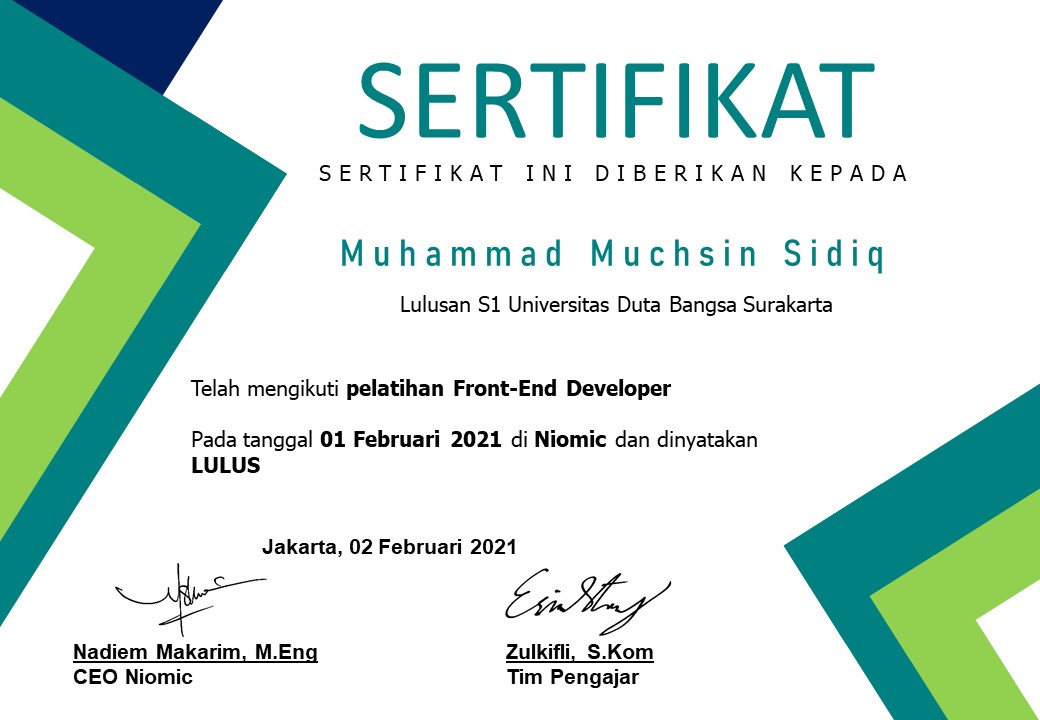 SERTIFIKAT
SERTIFIKAT INI DIBERIKAN KEPADA
Muhammad Muchsin Sidiq
Lulusan S1 Universitas Duta Bangsa Surakarta
Telah mengikuti pelatihan Front-End Developer
Pada tanggal 01 Februari 2021 di Niomic dan dinyatakan
LULUS
Jakarta, 02 Februari 2021
Nadiem Makarim, M.Eng
CEO Niomic
Zulkifli, S.Kom
Tim Pengajar